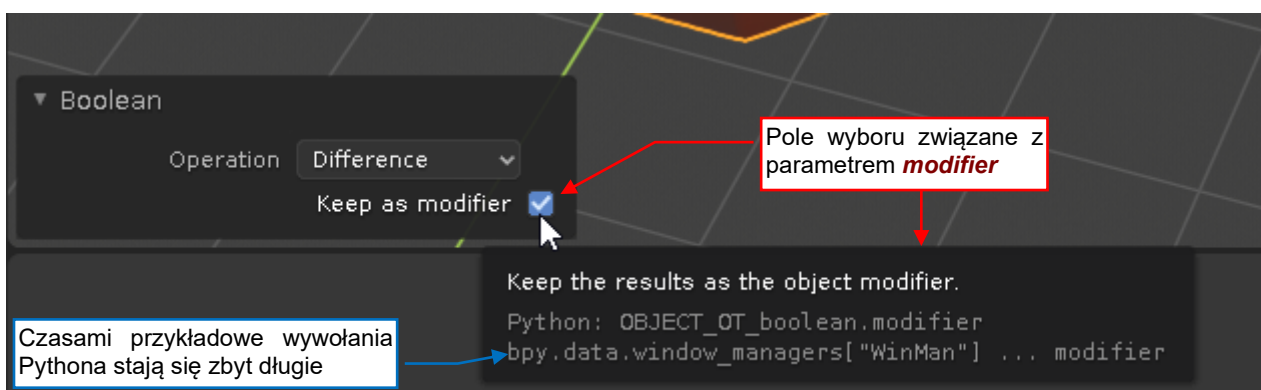 Boolean
Operation Difference
Keep as modifier
Pole wyboru związane z
parametrem modifier
Keep the results as the object modifier.
Python: OBJECT_OT_boolean.modifier
bpy.data.window_managers["WinMan"] ... modifier
Czasami przykładowe wywołania
Pythona stają się zbyt długie